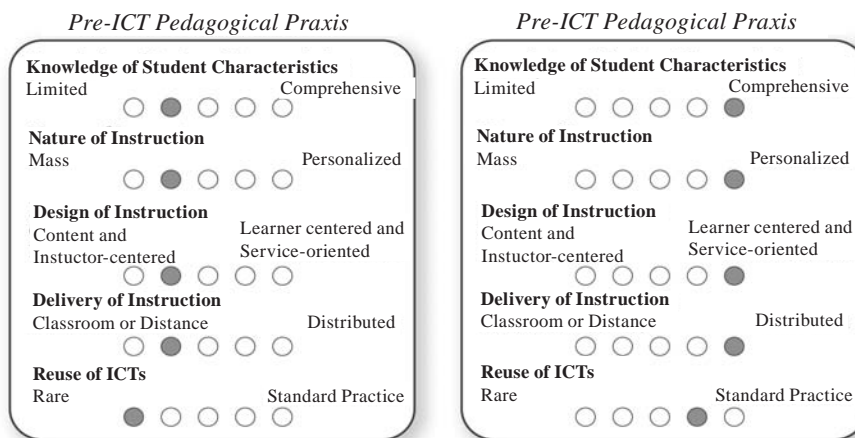 Pre-ICT Pedagogical Praxis
Knowledge of Student Characteristics
Limited Comprehensive
Nature of Instruction
Mass Personalized
Design of Instruction
Content and Learner centered and
Instuctor-centered Service-oriented
Delivery of Instruction
Classroom or Distance Distributed
Reuse of ICTs
Rare Standard Practice
Pre-ICT Pedagogical Praxis
Knowledge of Student Characteristics
Limited Comprehensive
Nature of Instruction
Mass Personalized
Design of Instruction
Content and Learner centered and
Instuctor-centered Service-oriented
Delivery of Instruction
Classroom or Distance Distributed
Reuse of ICTs
Rare Standard Practice